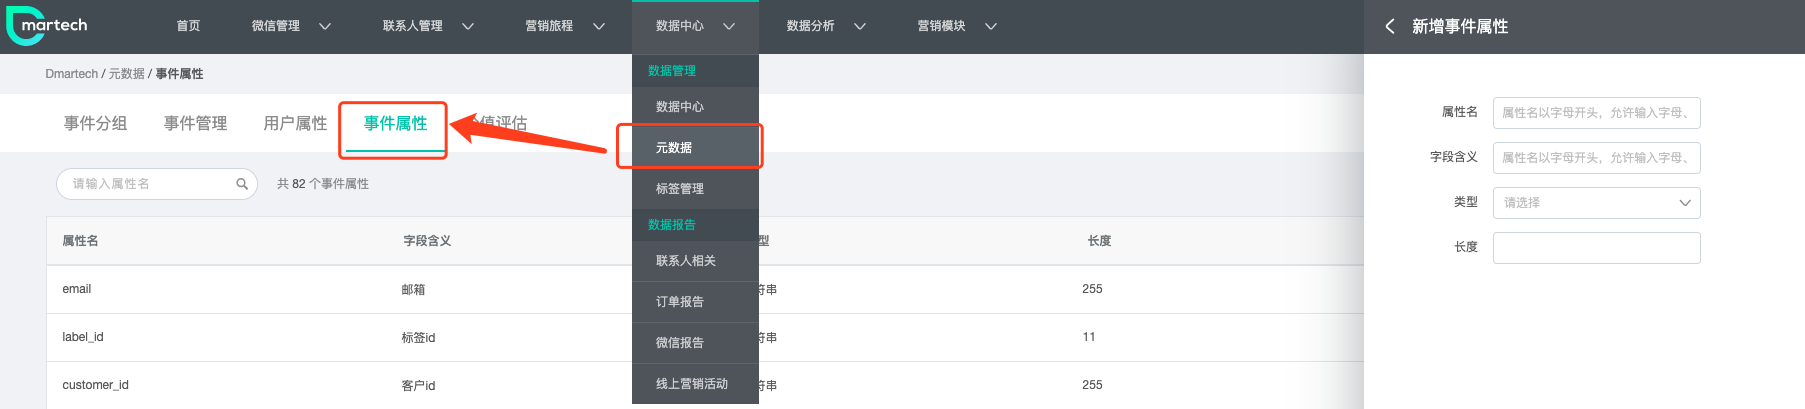 martech
首页
微信管理
联系人管理
营销旅程
数据中心
数据分析
营销模块
新增事件属性
Dmartech / 元数据 / 事件属性
数据管理
数据中心
元数据
标签管理
数据报告
联系人相关
订单报告
微信报告
线上营销活动
事件分组
事件管理
用户属性
事件属性
值评估
请输入属性名
共 82 个事件属性
属性名
字段含义
型
长度
email
邮箱
符串
255
label_id
标签id
符串
11
customer_id
客户id
符串
255
属性名
属性名以字母开头，允许输入字母、
字段含义
属性名以字母开头，允许输入字母、
类型
请选择
长度